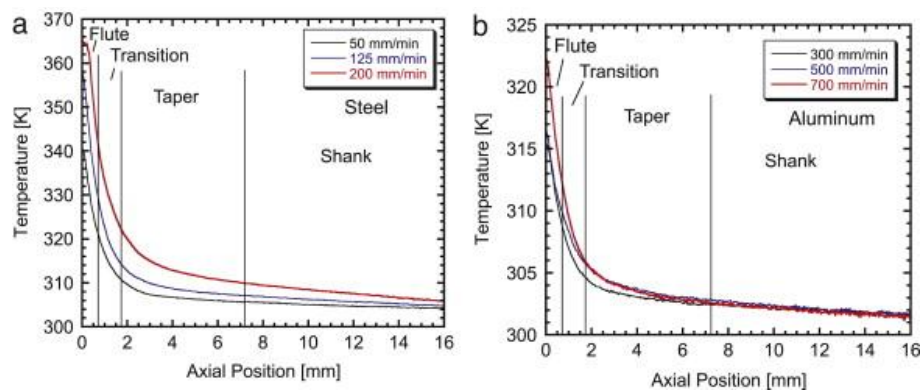 a
370
360
350
340
330
320
310
300
0 2 4 6 8 10 12 14 16
Temperature [K]
Axial Position [mm]
Flute
Transition
Taper
Steel
Shank
50 mm/min
125 mm/min
200 mm/min
b
325
320
315
310
305
300
0 2 4 6 8 10 12 14 16
Temperature [K]
Axial Position [mm]
Flute
Transition
Taper
Aluminum
Shank
300 mm/min
500 mm/min
700 mm/min